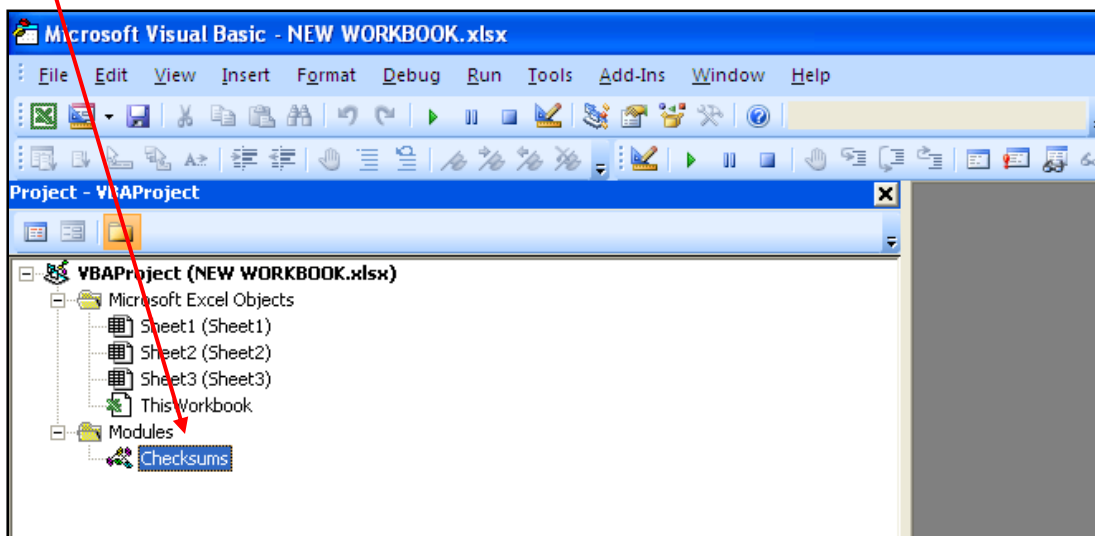 Microsoft Visual Basic - NEW WORKBOOK.xlsx
File Edit View Insert Format Debug Run Tools Add-Ins Window Help
Project - VBAProject
VBAProject (NEW WORKBOOK.xlsx)
Microsoft Excel Objects
Sheet1 (Sheet1)
Sheet2 (Sheet2)
Sheet3 (Sheet3)
ThisWorkbook
Modules
Checksums